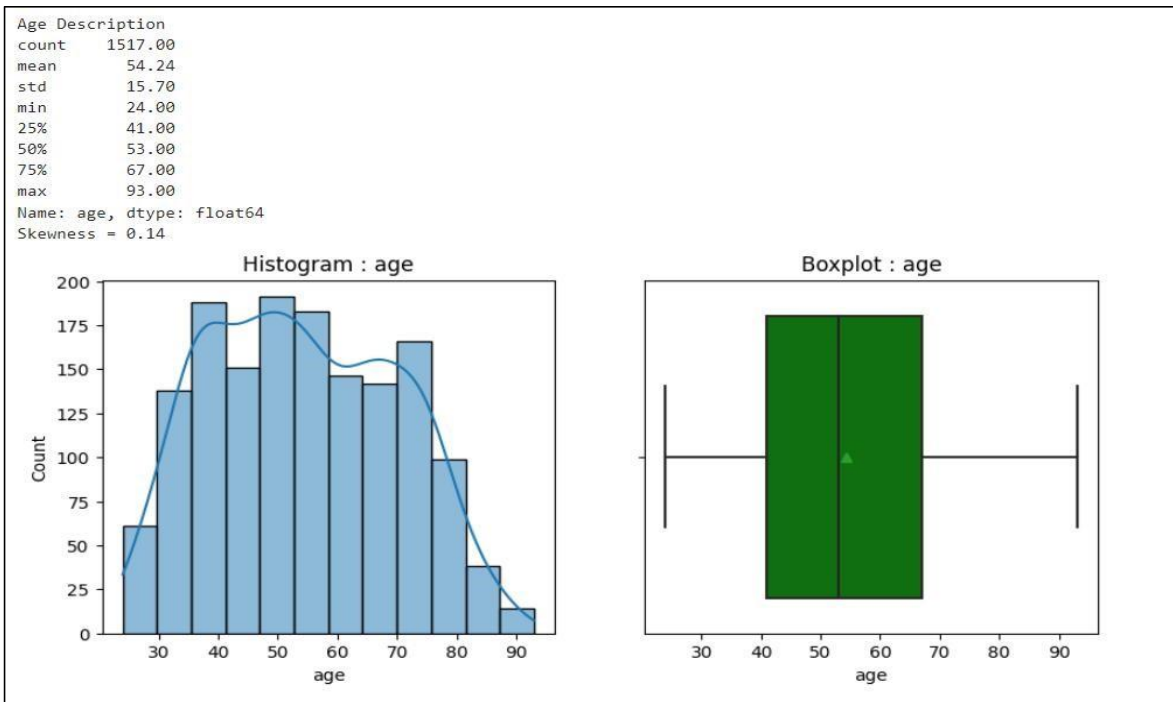 Age Description
count 1517.00
mean 54.24
std 15.70
min 24.00
25% 41.00
50% 53.00
75% 67.00
max 93.00
Name: age, dtype: float64
Skewness = 0.14
Histogram : age
200
175
150
125
100
75
50
25
0
Count
30 40 50 60 70 80 90
age
Boxplot : age
30 40 50 60 70 80 90
age